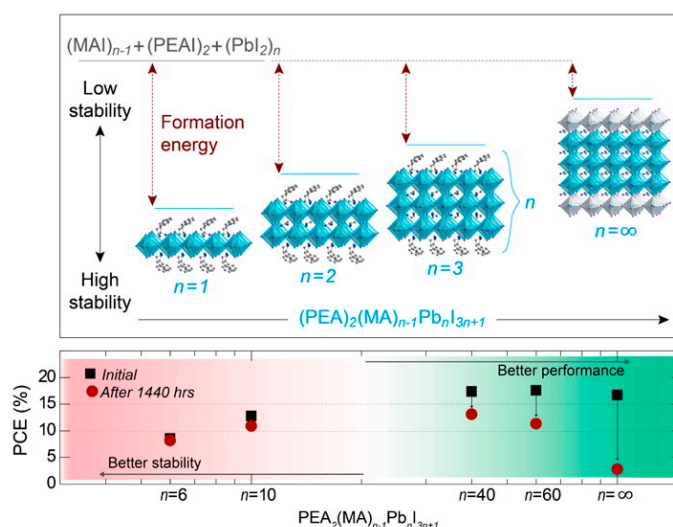 (MAI)n-1 + (PEAI)2 + (PbI2)n
Low
stability
Formation
energy
High
stability
n=1
n=2
n=3
n
n=∞
(PEA)2(MA)n-1PbnI3n+1
PCE (%)
20
15
10
5
0
Initial
After 1440 hrs
Better performance
Better stability
n=6
n=10
n=40
n=60
n=∞
PEA2(MA)n-1PbnI3n+1